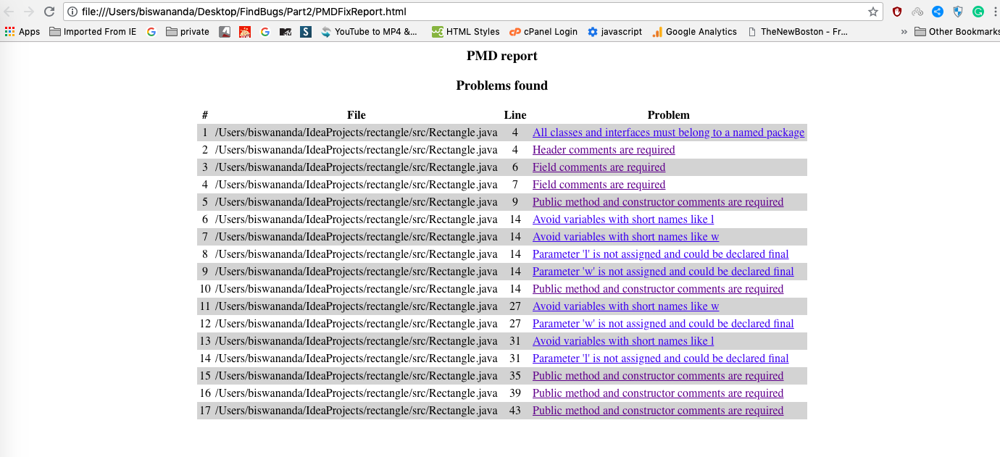 file:///Users/biswananda/Desktop/FindBugs/Part2/PMDFixReport.html
Apps Imported From IE private YouTube to MP4 &... HTML Styles cPanel Login javascript Google Analytics TheNewBoston - Fr... » Other Bookmarks
PMD report
Problems found
# File Line Problem
1 /Users/biswananda/IdeaProjects/rectangle/src/Rectangle.java 4 All classes and interfaces must belong to a named package
2 /Users/biswananda/IdeaProjects/rectangle/src/Rectangle.java 4 Header comments are required
3 /Users/biswananda/IdeaProjects/rectangle/src/Rectangle.java 6 Field comments are required
4 /Users/biswananda/IdeaProjects/rectangle/src/Rectangle.java 7 Field comments are required
5 /Users/biswananda/IdeaProjects/rectangle/src/Rectangle.java 9 Public method and constructor comments are required
6 /Users/biswananda/IdeaProjects/rectangle/src/Rectangle.java 14 Avoid variables with short names like l
7 /Users/biswananda/IdeaProjects/rectangle/src/Rectangle.java 14 Avoid variables with short names like w
8 /Users/biswananda/IdeaProjects/rectangle/src/Rectangle.java 14 Parameter 'l' is not assigned and could be declared final
9 /Users/biswananda/IdeaProjects/rectangle/src/Rectangle.java 14 Parameter 'w' is not assigned and could be declared final
10 /Users/biswananda/IdeaProjects/rectangle/src/Rectangle.java 14 Public method and constructor comments are required
11 /Users/biswananda/IdeaProjects/rectangle/src/Rectangle.java 27 Avoid variables with short names like w
12 /Users/biswananda/IdeaProjects/rectangle/src/Rectangle.java 27 Parameter 'w' is not assigned and could be declared final
13 /Users/biswananda/IdeaProjects/rectangle/src/Rectangle.java 31 Avoid variables with short names like l
14 /Users/biswananda/IdeaProjects/rectangle/src/Rectangle.java 31 Parameter 'l' is not assigned and could be declared final
15 /Users/biswananda/IdeaProjects/rectangle/src/Rectangle.java 35 Public method and constructor comments are required
16 /Users/biswananda/IdeaProjects/rectangle/src/Rectangle.java 39 Public method and constructor comments are required
17 /Users/biswananda/IdeaProjects/rectangle/src/Rectangle.java 43 Public method and constructor comments are required